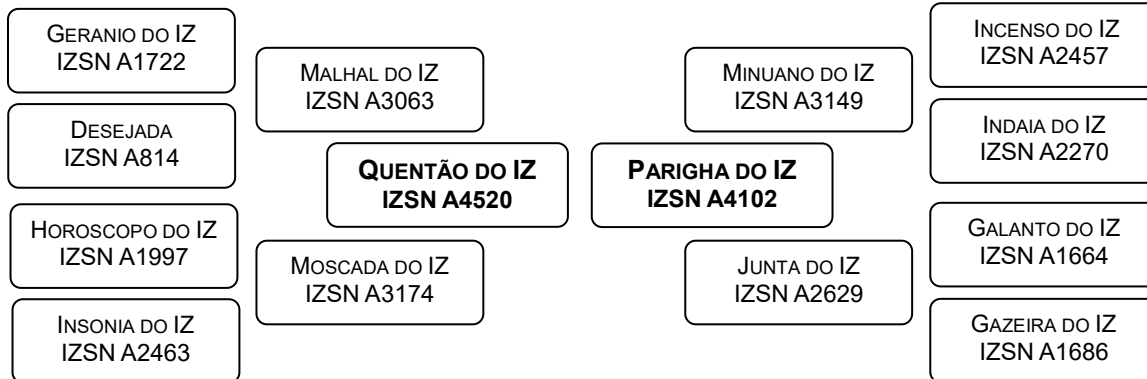 GERANIO DO IZ
IZSN A1722
DESEJADA
IZSN A814
HOROSCOPO DO IZ
IZSN A1997
INSONIA DO IZ
IZSN A2463
MALHAL DO IZ
IZSN A3063
MOSCADA DO IZ
IZSN A3174
QUENTÃO DO IZ
IZSN A4520
PARIGHA DO IZ
IZSN A4102
MINUANO DO IZ
IZSN A3149
JUNTA DO IZ
IZSN A2629
INCENSO DO IZ
IZSN A2457
INDAIA DO IZ
IZSN A2270
GALANTO DO IZ
IZSN A1664
GAZEIRA DO IZ
IZSN A1686